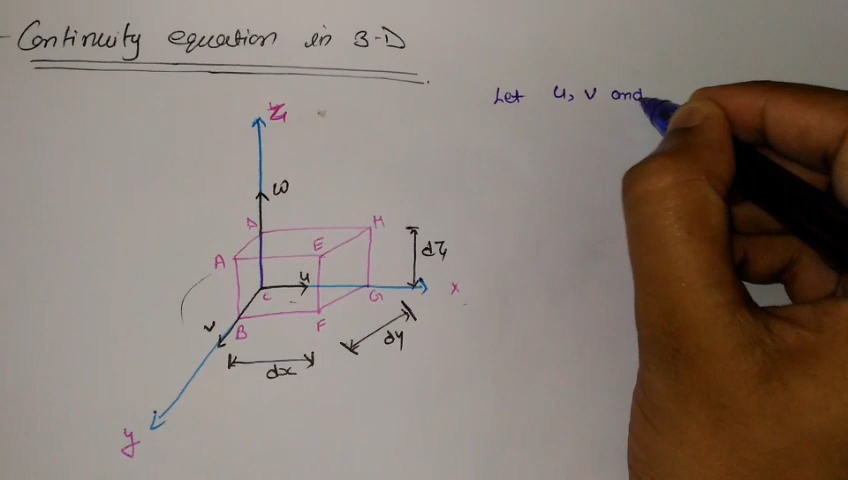 Continuity equation in 3-D
Let u, v and
Z
ω
D
H
A
E
dz
u
C
G
x
v
B
F
dy
dx
y